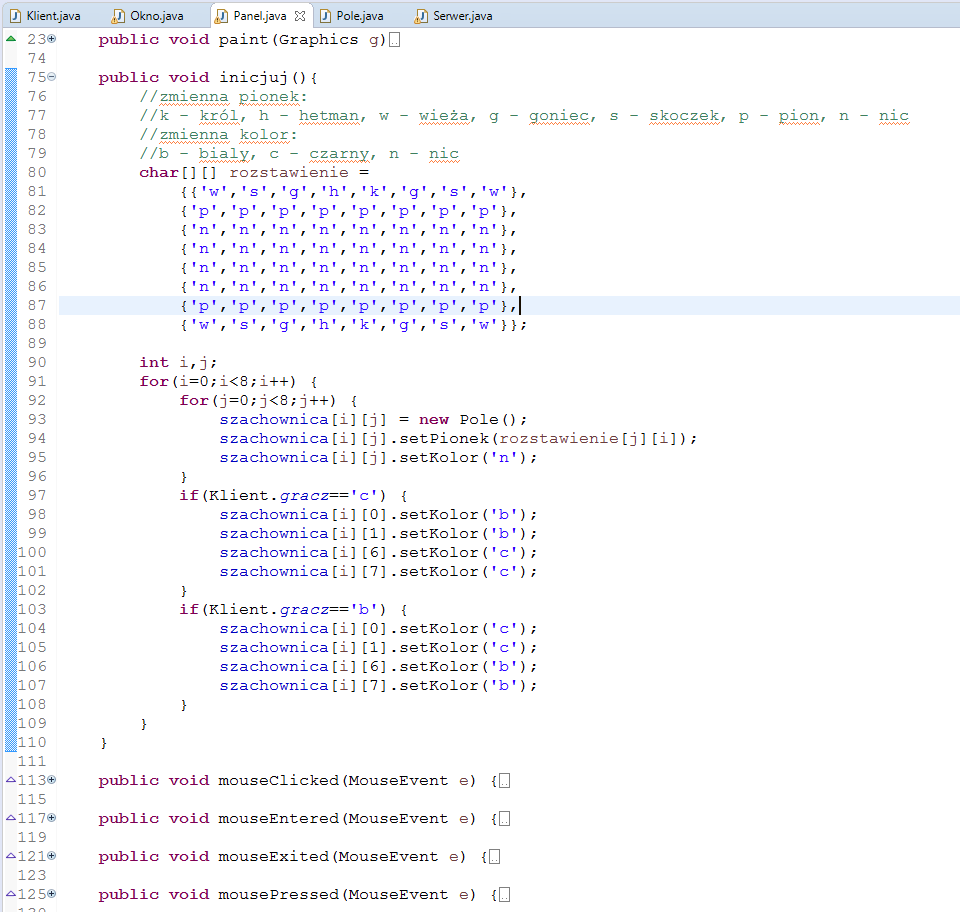 Klient.java Okno.java Panel.java Pole.java Serwer.java
23 public void paint(Graphics g)
74
75 public void inicjuj(){
76 //zmienna pionek:
77 //k - król, h - hetman, w - wieża, g - goniec, s - skoczek, p - pion, n - nic
78 //zmienna kolor:
79 //b - bialy, c - czarny, n - nic
80 char[][] rozstawienie =
81 {{'w','s','g','h','k','g','s','w'},
82 {'p','p','p','p','p','p','p','p'},
83 {'n','n','n','n','n','n','n','n'},
84 {'n','n','n','n','n','n','n','n'},
85 {'n','n','n','n','n','n','n','n'},
86 {'n','n','n','n','n','n','n','n'},
87 {'p','p','p','p','p','p','p','p'},
88 {'w','s','g','h','k','g','s','w'}};
89
90 int i,j;
91 for(i=0;i<8;i++) {
92 for(j=0;j<8;j++) {
93 szachownica[i][j] = new Pole();
94 szachownica[i][j].setPionek(rozstawienie[j][i]);
95 szachownica[i][j].setKolor('n');
96 }
97 if(Klient.gracz=='c') {
98 szachownica[i][0].setKolor('b');
99 szachownica[i][1].setKolor('b');
100 szachownica[i][6].setKolor('c');
101 szachownica[i][7].setKolor('c');
102 }
103 if(Klient.gracz=='b') {
104 szachownica[i][0].setKolor('c');
105 szachownica[i][1].setKolor('c');
106 szachownica[i][6].setKolor('b');
107 szachownica[i][7].setKolor('b');
108 }
109 }
110 }
111
113 public void mouseClicked(MouseEvent e) {
115
117 public void mouseEntered(MouseEvent e) {
119
121 public void mouseExited(MouseEvent e) {
123
125 public void mousePressed(MouseEvent e) {